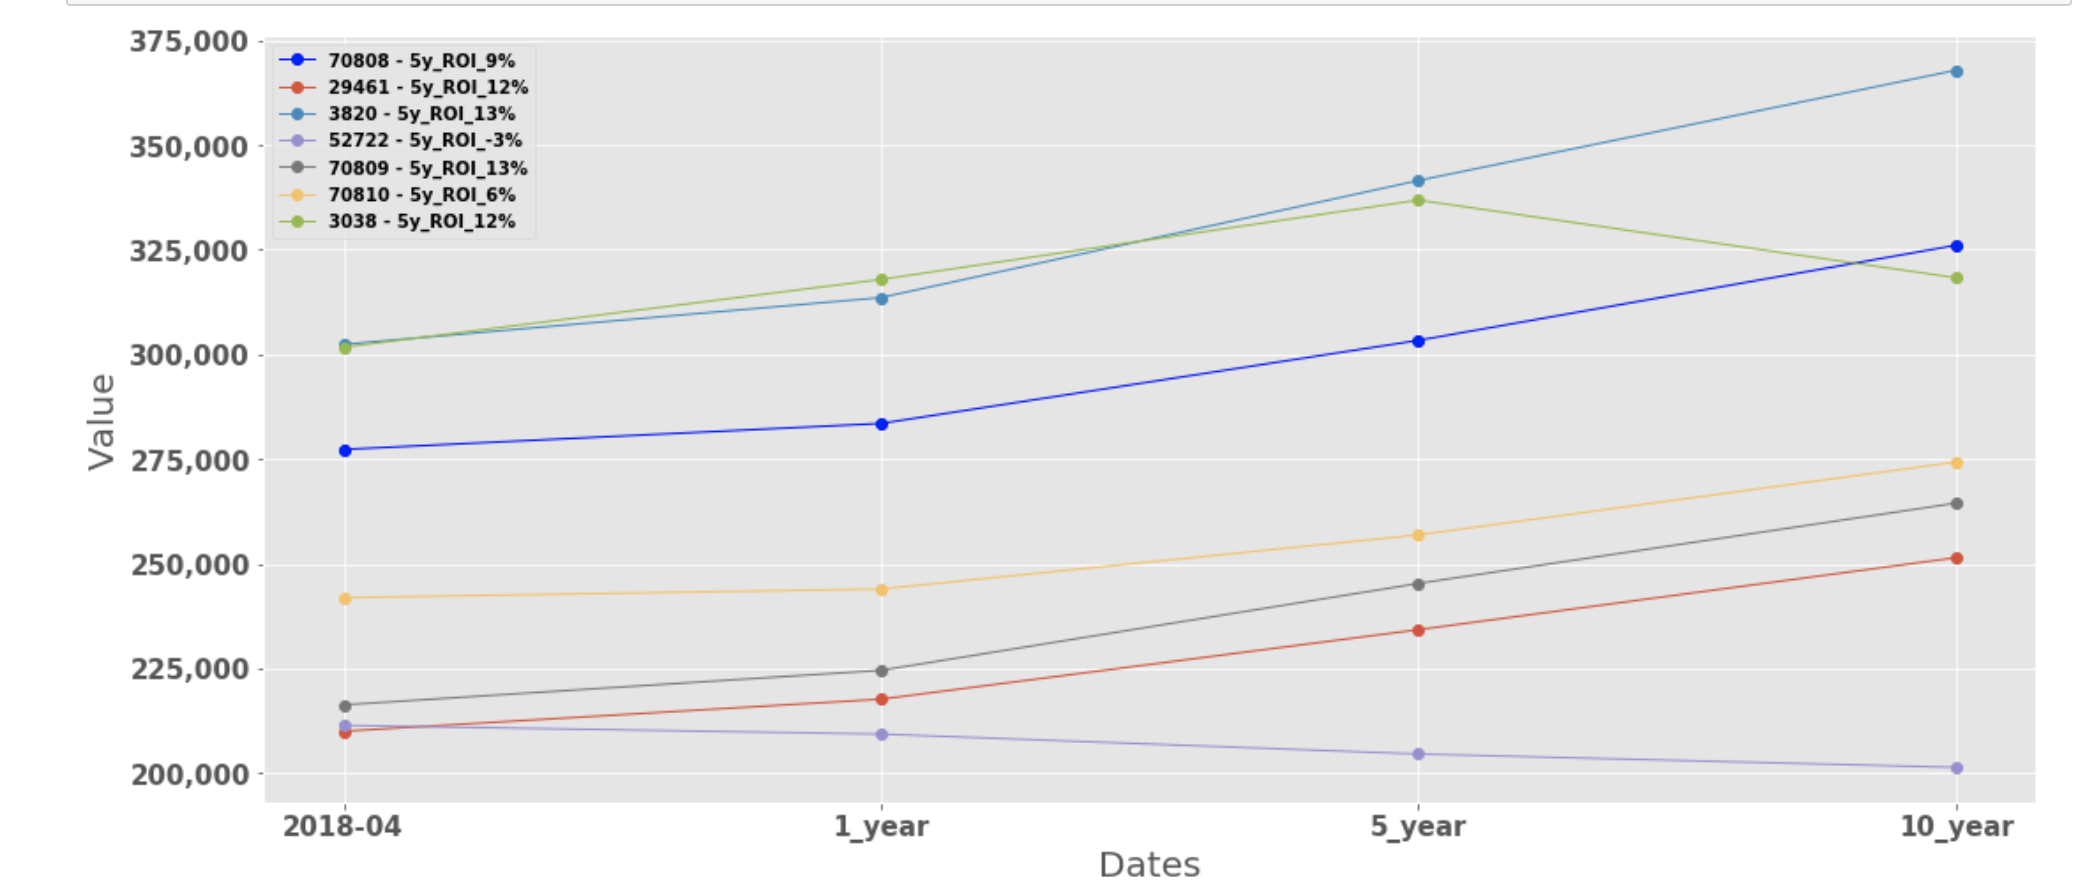 375,000
350,000
325,000
300,000
275,000
250,000
225,000
200,000
Value
70808 - 5y_ROI_9%
29461 - 5y_ROI_12%
3820 - 5y_ROI_13%
52722 - 5y_ROI_-3%
70809 - 5y_ROI_13%
70810 - 5y_ROI_6%
3038 - 5y_ROI_12%
2018-04 1_year 5_year 10_year
Dates